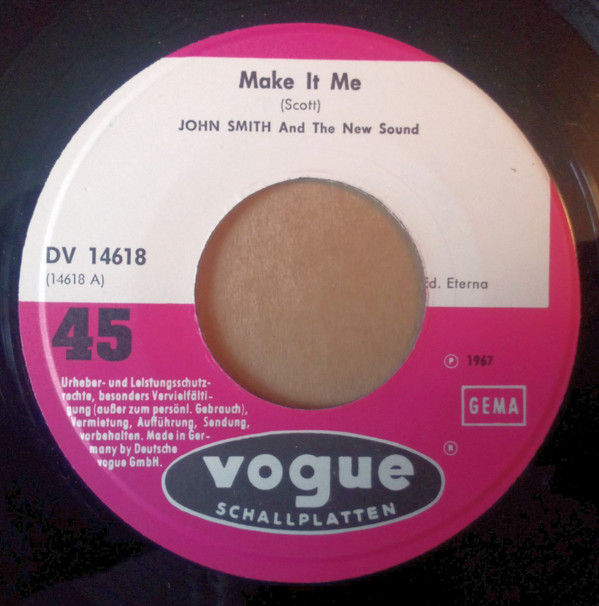 Make It Me
(Scott)
JOHN SMITH And The New Sound
DV 14618
(14618 A)
Ed. Eterna
45
℗ 1967
GEMA
Urheber- und Leistungsschutz-
rechte, besonders Vervielfälti-
gung (außer zum persönl. Gebrauch),
Vermietung, Aufführung, Sendung,
vorbehalten. Made in Ger-
many by Deutsche
vogue GmbH.
®
vogue
SCHALLPLATTEN